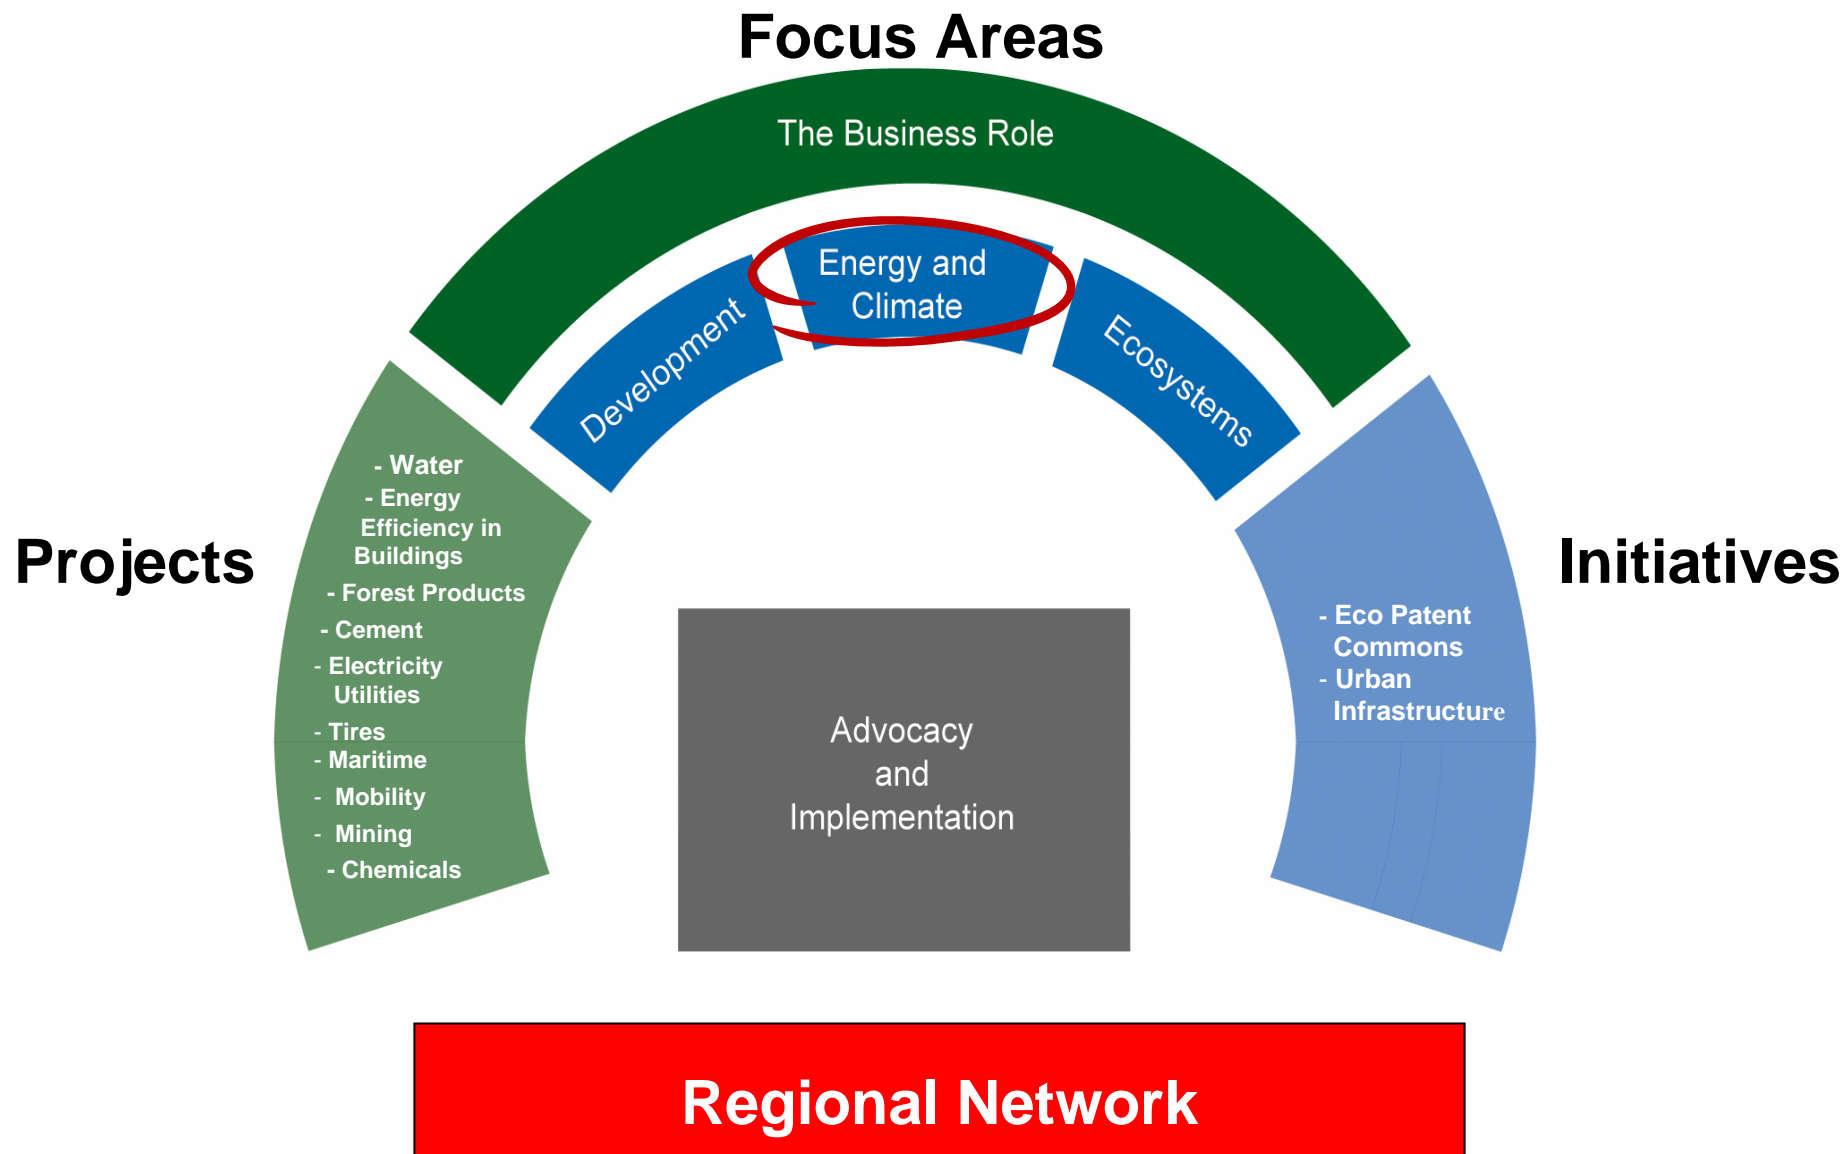 Focus Areas
The Business Role
Energy and
Climate
Development
Ecosystems
Projects
- Water
- Energy
Efficiency in
Buildings
- Forest Products
- Cement
- Electricity
Utilities
- Tires
- Maritime
- Mobility
- Mining
- Chemicals
Initiatives
- Eco Patent
Commons
- Urban
Infrastructure
Advocacy
and
Implementation
Regional Network